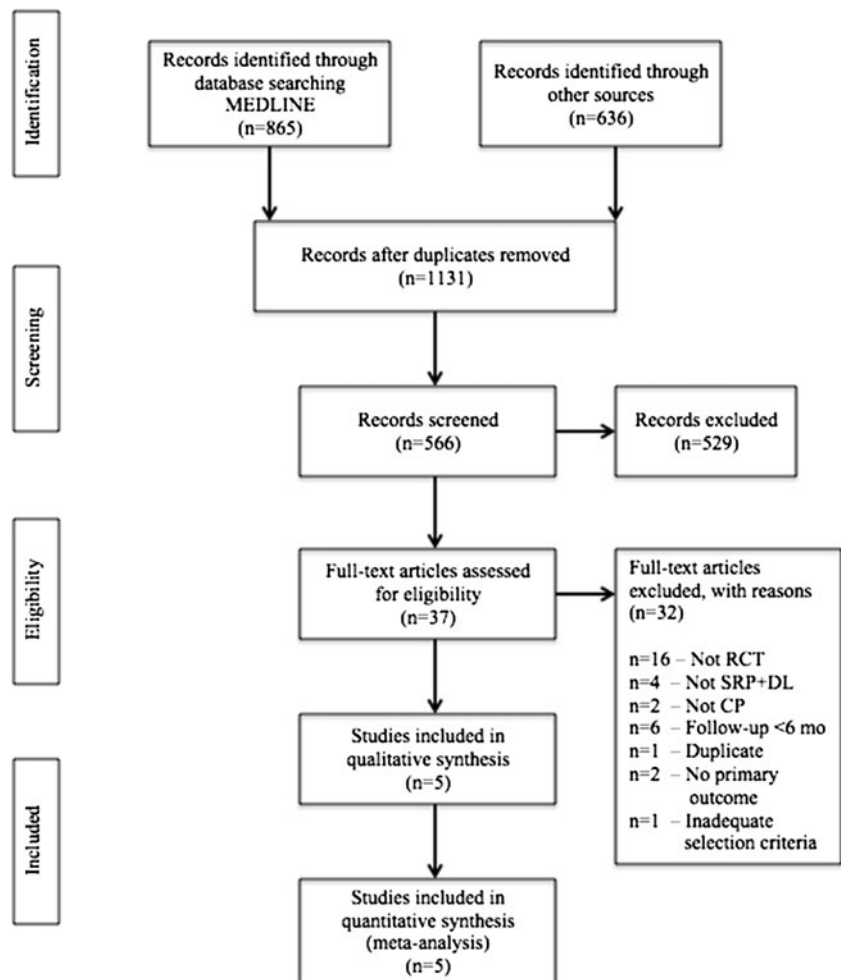 Identification
Records identified through
database searching
MEDLINE
(n=865)
Records identified through
other sources
(n=636)
Records after duplicates removed
(n=1131)
Screening
Records screened
(n=566)
Records excluded
(n=529)
Eligibility
Full-text articles assessed
for eligibility
(n=37)
Full-text articles
excluded, with reasons
(n=32)
n=16 – Not RCT
n=4 – Not SRP+DL
n=2 – Not CP
n=6 – Follow-up <6 mo
n=1 – Duplicate
n=2 – No primary
outcome
n=1 – Inadequate
selection criteria
Studies included in
qualitative synthesis
(n=5)
Included
Studies included in
quantitative synthesis
(meta-analysis)
(n=5)